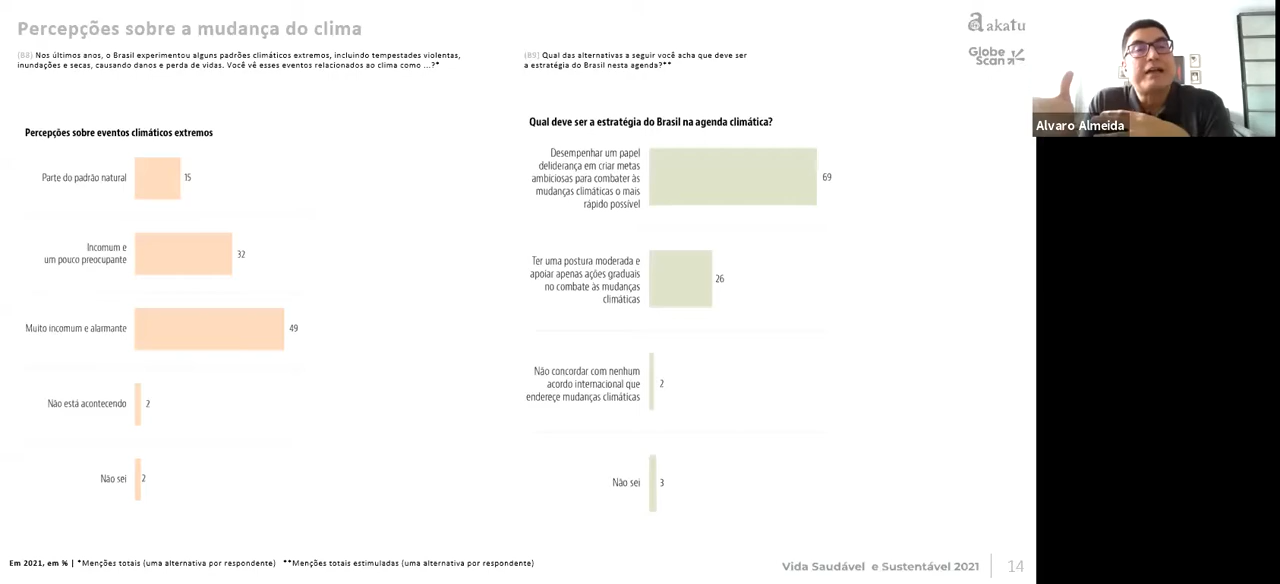 Percepções sobre a mudança do clima
(B8) Nos últimos anos, o Brasil experimentou alguns padrões climáticos extremos, incluindo tempestades violentas,
inundações e secas, causando danos e perda de vidas. Você vê esses eventos relacionados ao clima como ...?*
(B9) Qual das alternativas a seguir você acha que deve ser
a estratégia do Brasil nesta agenda?**
akatu
Globe
Scan
Alvaro Almeida
Percepções sobre eventos climáticos extremos
Parte do padrão natural 15
Incomum e
um pouco preocupante 32
Muito incomum e alarmante 49
Não está acontecendo 2
Não sei 2
Qual deve ser a estratégia do Brasil na agenda climática?
Desempenhar um papel
deliderança em criar metas
ambiciosas para combater às
mudanças climáticas o mais
rápido possível
69
Ter uma postura moderada e
apoiar apenas ações graduais
no combate às mudanças
climáticas
26
Não concordar com nenhum
acordo internacional que
endereçe mudanças climáticas
2
Não sei 3
Em 2021, em % | *Menções totais (uma alternativa por respondente) **Menções totais estimuladas (uma alternativa por respondente)
Vida Saudável e Sustentável 2021 14